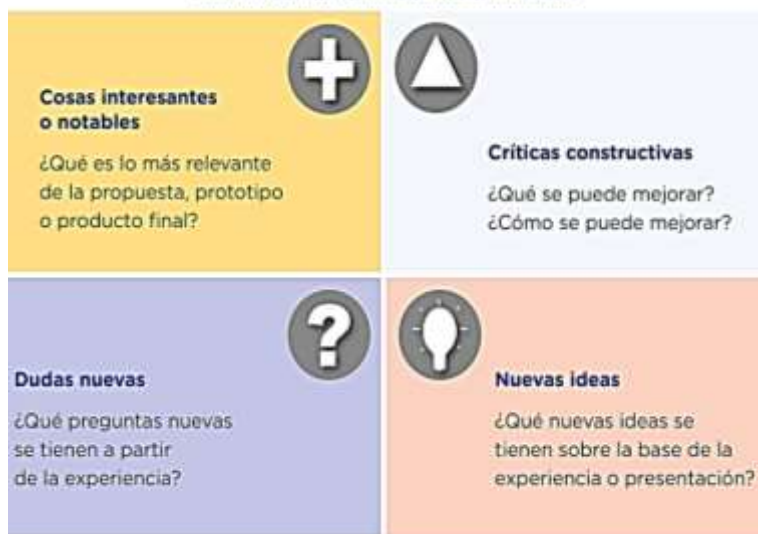 Cosas interesantes
o notables
¿Qué es lo más relevante
de la propuesta, prototipo
o producto final?
Críticas constructivas
¿Qué se puede mejorar?
¿Cómo se puede mejorar?
Dudas nuevas
¿Qué preguntas nuevas
se tienen a partir
de la experiencia?
Nuevas ideas
¿Qué nuevas ideas se
tienen sobre la base de la
experiencia o presentación?